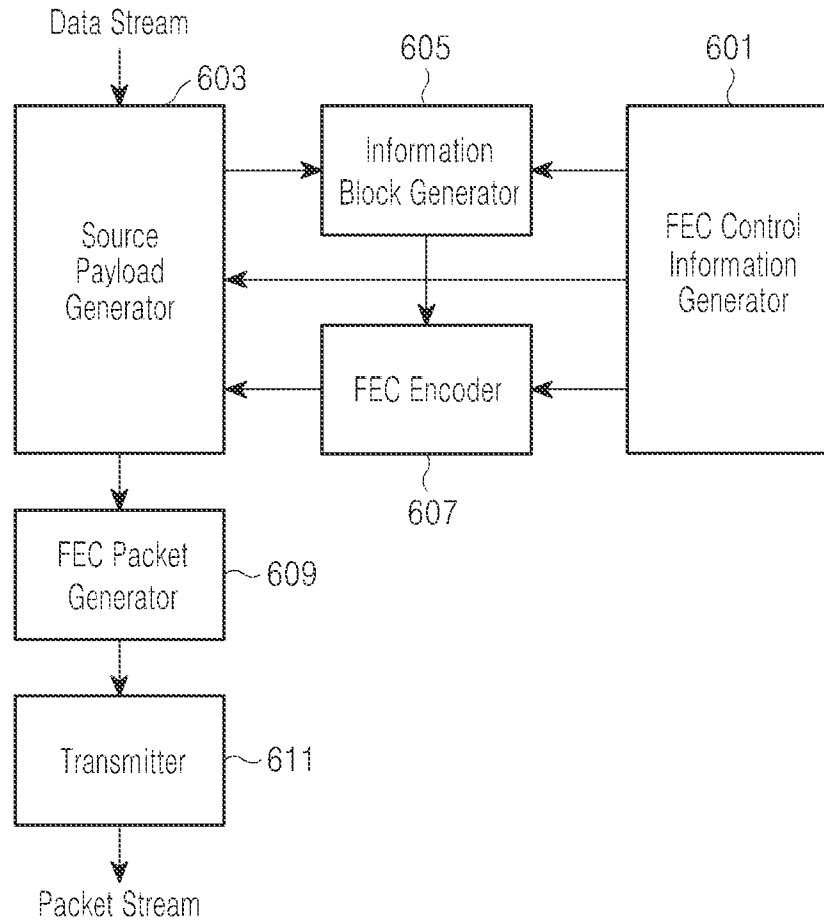 Data Stream
603
605
601
Source
Payload
Generator
Information
Block Generator
FEC Control
Information
Generator
FEC Encoder
607
FEC Packet
Generator
609
Transmitter
611
Packet Stream